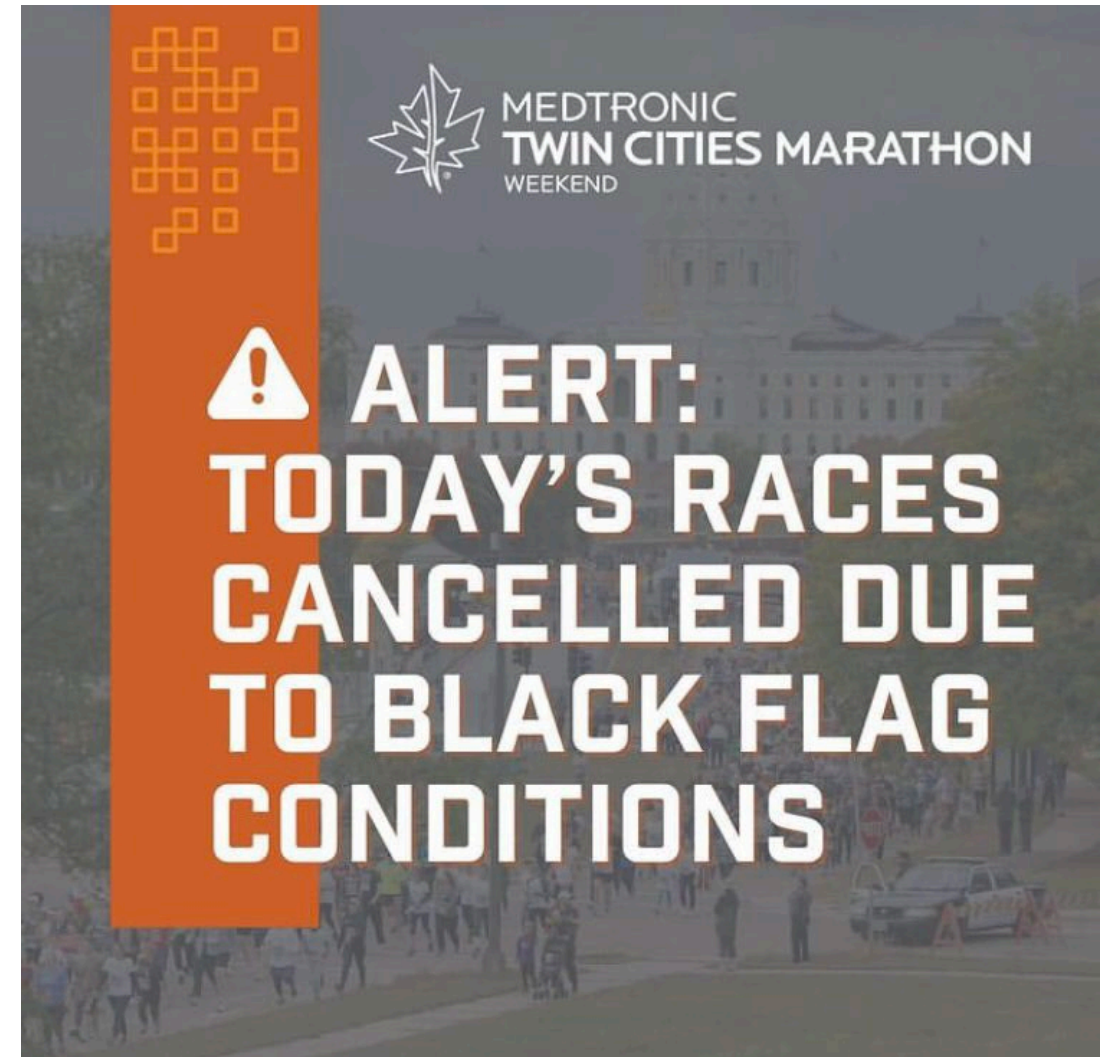 MEDTRONIC
TWIN CITIES MARATHON
WEEKEND
ALERT:
TODAY'S RACES
CANCELLED DUE
TO BLACK FLAG
CONDITIONS